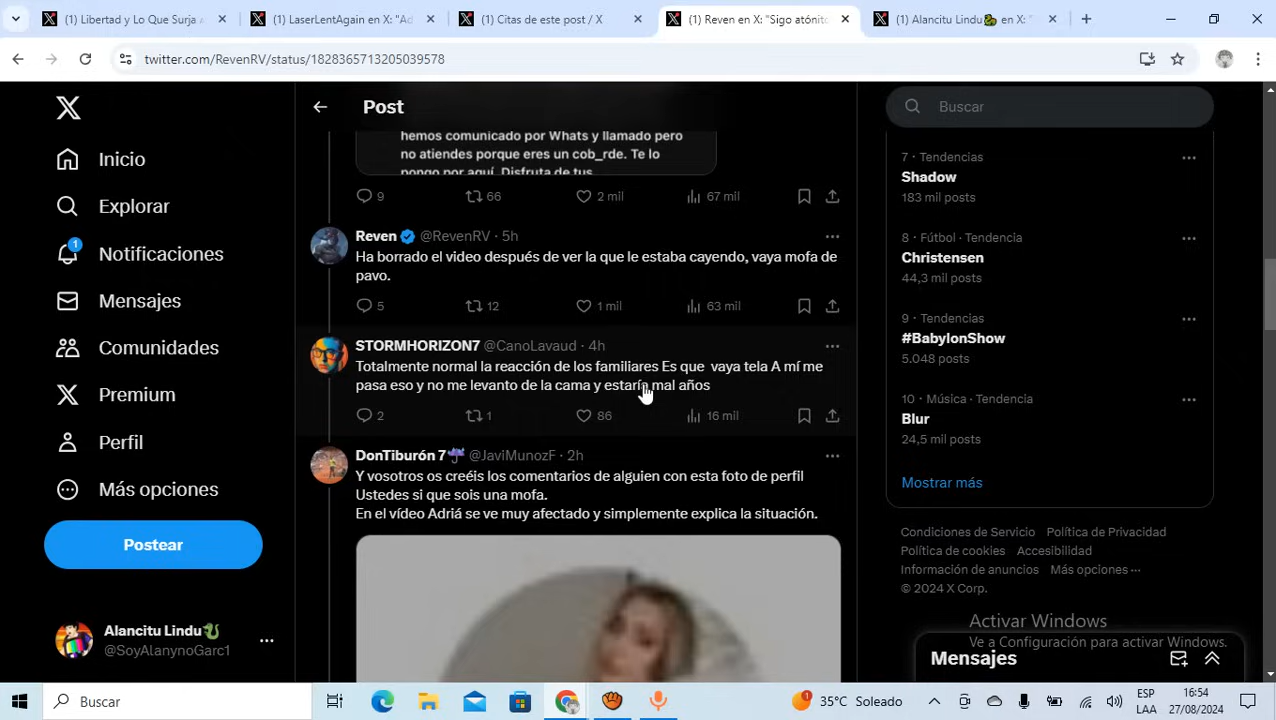 (1) Libertad y Lo Que Surja
(1) LaserLentAgain en X: "Ad
(1) Citas de este post / X
(1) Reven en X: "Sigo atónit
(1) Alancitu Lindu🐍 en X: "
twitter.com/RevenRV/status/1828365713205039578
Inicio
Explorar
1
Notificaciones
Mensajes
Comunidades
Premium
Perfil
Más opciones
Postear
Alancitu Lindu🐍
@SoyAlanynoGarc1
Post
hemos comunicado por Whats y llamado pero
no atiendes porque eres un cob_rde. Te lo
pongo por aquí. Disfruta de tus
9 66 2 mil 67 mil
Reven @RevenRV · 5h
Ha borrado el video después de ver la que le estaba cayendo, vaya mofa de
pavo.
5 12 1 mil 63 mil
STORMHORIZON7 @CanoLavaud · 4h
Totalmente normal la reacción de los familiares Es que vaya tela A mí me
pasa eso y no me levanto de la cama y estaría mal años
2 1 86 16 mil
DonTiburón 7☔ @JaviMunozF · 2h
Y vosotros os creéis los comentarios de alguien con esta foto de perfil
Ustedes si que sois una mofa.
En el vídeo Adriá se ve muy afectado y simplemente explica la situación.
Buscar
7 · Tendencias
Shadow
183 mil posts
8 · Fútbol · Tendencia
Christensen
44,3 mil posts
9 · Tendencias
#BabylonShow
5.048 posts
10 · Música · Tendencia
Blur
24,5 mil posts
Mostrar más
Condiciones de Servicio Política de Privacidad
Política de cookies Accesibilidad
Información de anuncios Más opciones ···
© 2024 X Corp.
Activar Windows
Ve a Configuración para activar Windows.
Mensajes
Buscar
1
35°C Soleado
ESP
LAA
16:54
27/08/2024